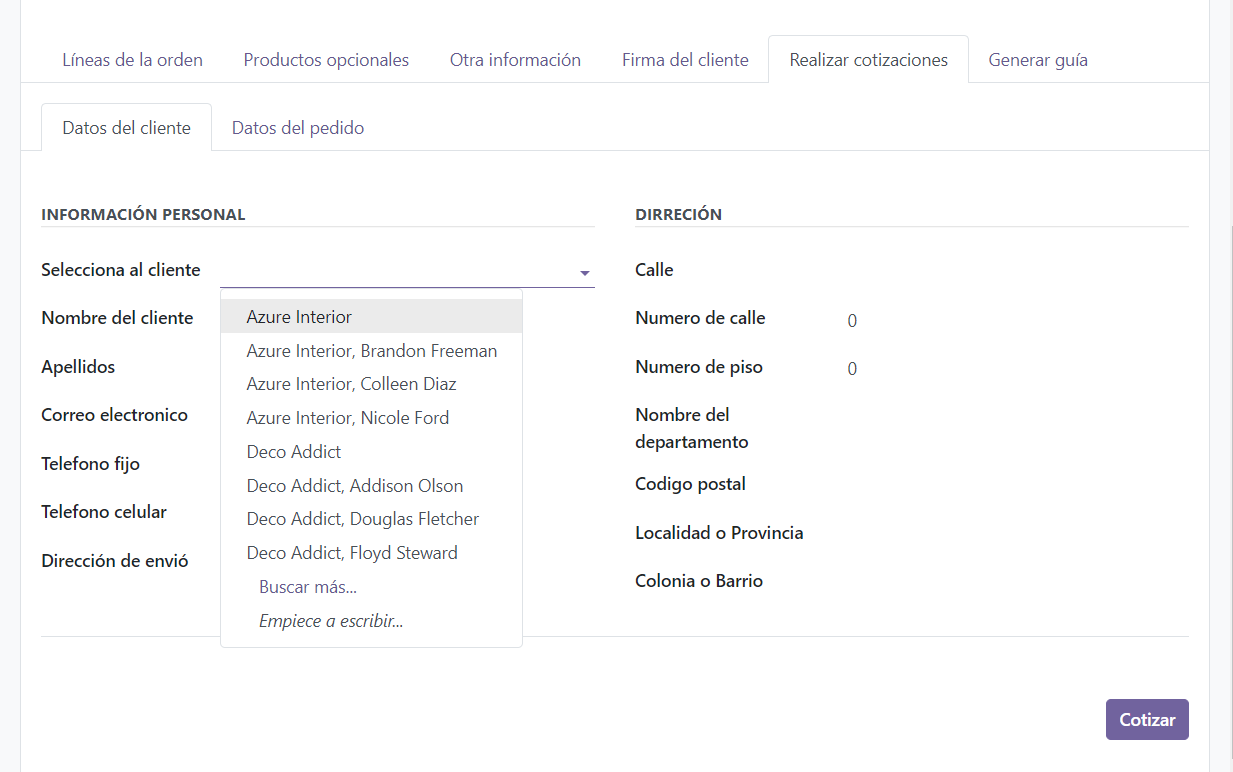 Líneas de la orden
Productos opcionales
Otra información
Firma del cliente
Realizar cotizaciones
Generar guía
Datos del cliente
Datos del pedido
INFORMACIÓN PERSONAL
Selecciona al cliente
Nombre del cliente
Apellidos
Correo electronico
Telefono fijo
Telefono celular
Dirección de envió
Azure Interior
Azure Interior, Brandon Freeman
Azure Interior, Colleen Diaz
Azure Interior, Nicole Ford
Deco Addict
Deco Addict, Addison Olson
Deco Addict, Douglas Fletcher
Deco Addict, Floyd Steward
Buscar más...
Empiece a escribir...
DIRRECIÓN
Calle
Numero de calle 0
Numero de piso 0
Nombre del
departamento
Codigo postal
Localidad o Provincia
Colonia o Barrio
Cotizar